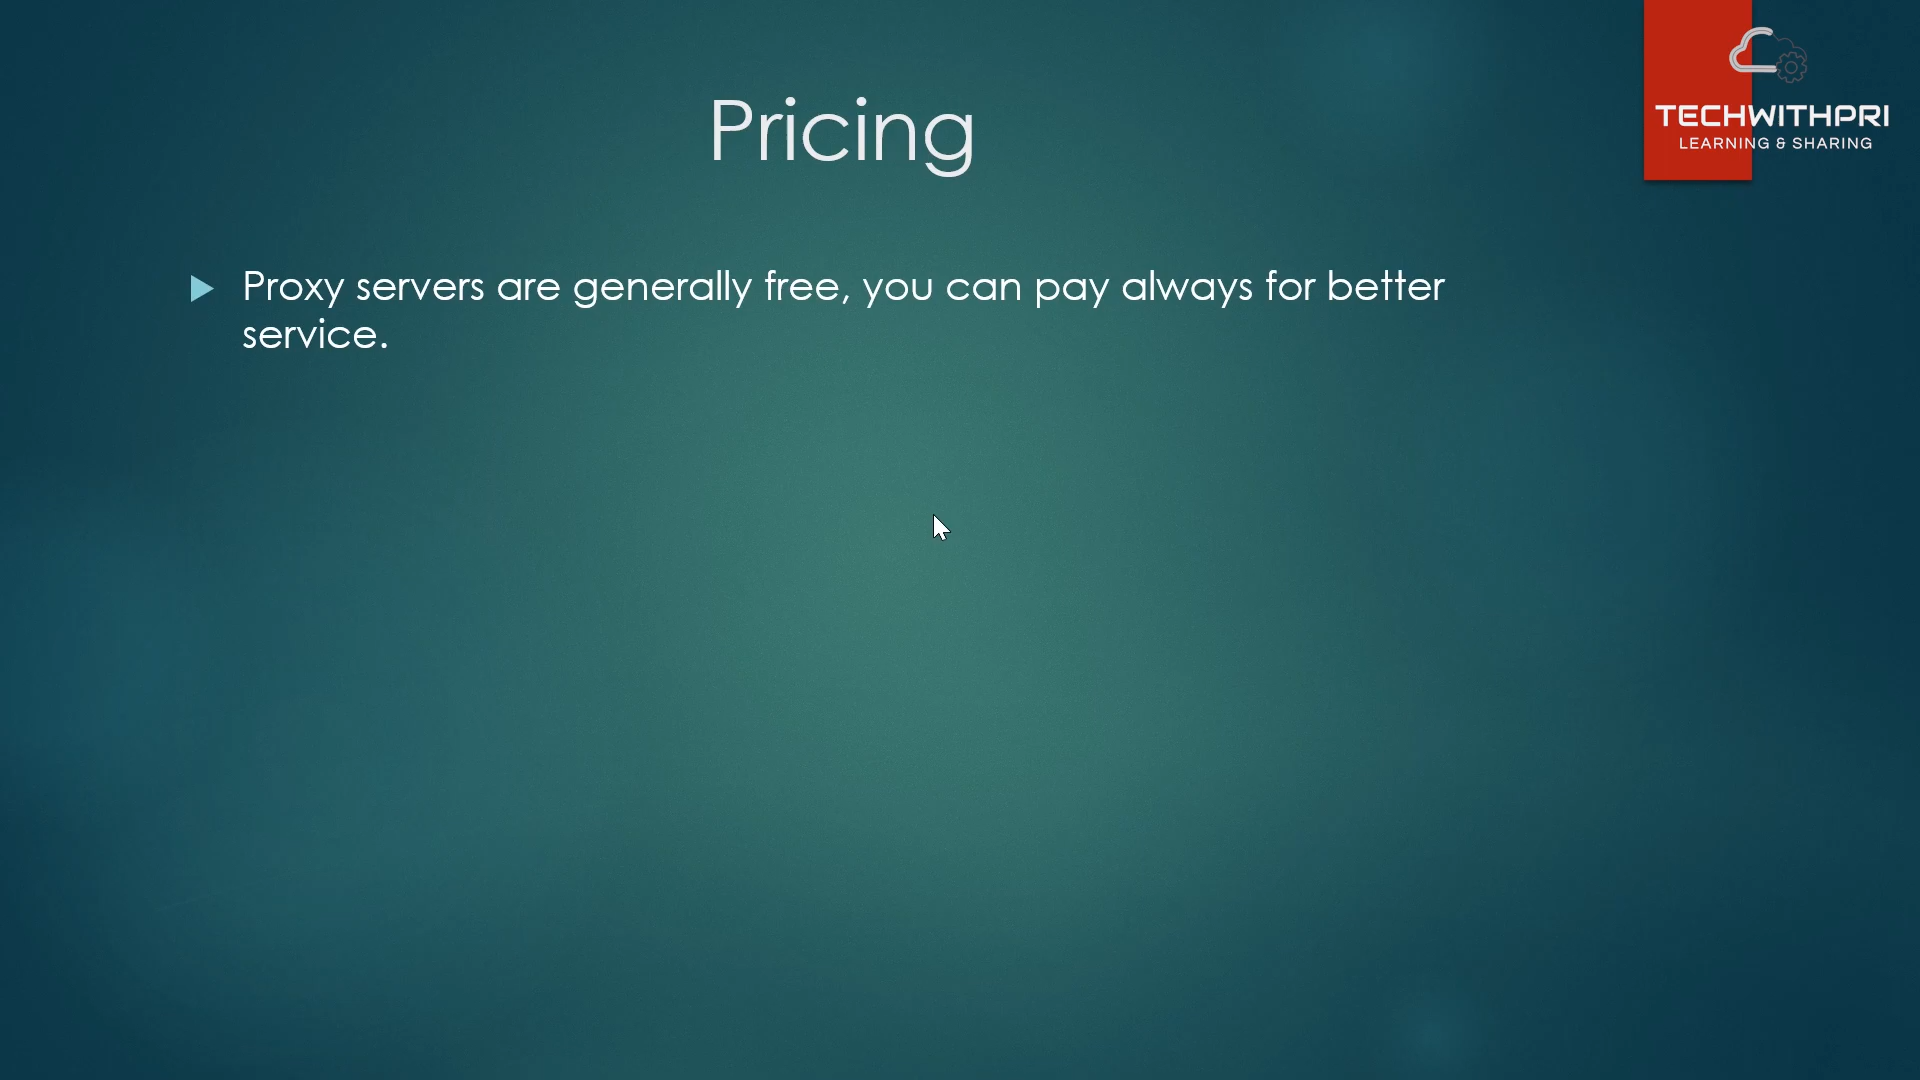 TECHWITHPRI
LEARNING & SHARING
Pricing
Proxy servers are generally free, you can pay always for better
service.